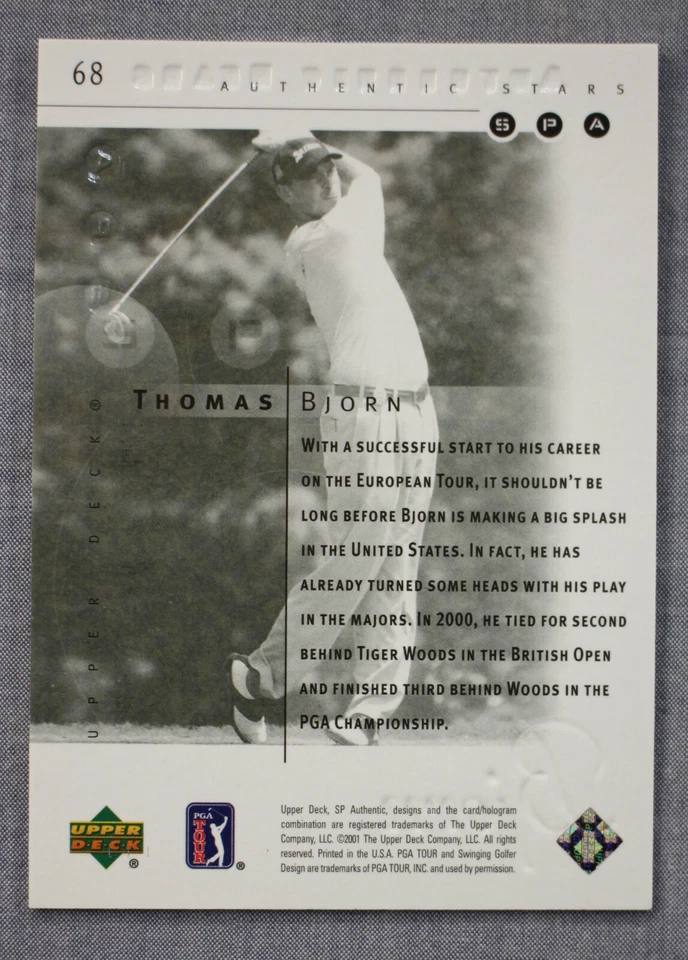 68
AUTHENTIC STARS
S P A
UPPER DECK®
THOMAS BJORN
WITH A SUCCESSFUL START TO HIS CAREER
ON THE EUROPEAN TOUR, IT SHOULDN'T BE
LONG BEFORE BJORN IS MAKING A BIG SPLASH
IN THE UNITED STATES. IN FACT, HE HAS
ALREADY TURNED SOME HEADS WITH HIS PLAY
IN THE MAJORS. IN 2000, HE TIED FOR SECOND
BEHIND TIGER WOODS IN THE BRITISH OPEN
AND FINISHED THIRD BEHIND WOODS IN THE
PGA CHAMPIONSHIP.
UPPER
DECK
®
PGA
TOUR
®
Upper Deck, SP Authentic, designs and the card/hologram
combination are registered trademarks of The Upper Deck
Company, LLC. ©2001 The Upper Deck Company, LLC. All rights
reserved. Printed in the U.S.A. PGA TOUR and Swinging Golfer
Design are trademarks of PGA TOUR, INC. and used by permission.